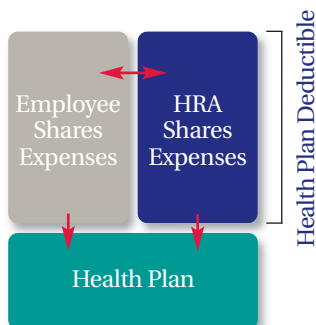 Employee
Shares
Expenses
HRA
Shares
Expenses
Health Plan Deductible
Health Plan